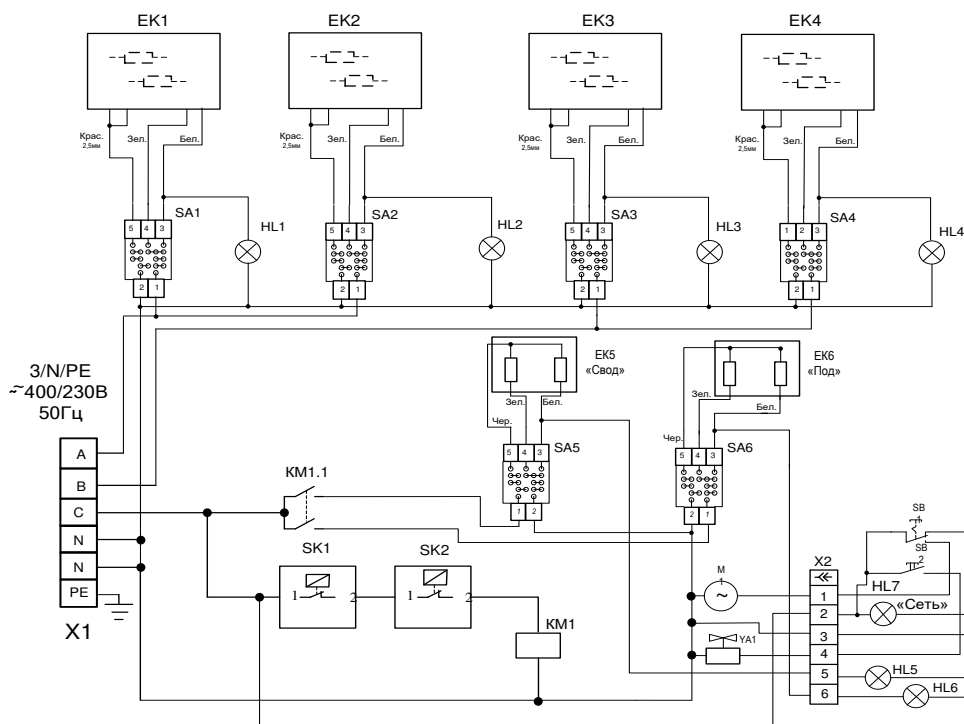 EK1 EK2 EK3 EK4
Крас. Зел. Бел. Крас. Зел. Бел. Крас. Зел. Бел. Крас. Зел. Бел.
2,5мм 2,5мм 2,5мм 2,5мм
SA1 SA2 SA3 SA4
5 4 3 5 4 3 5 4 3 1 2 3
HL1 HL2 HL3 HL4
2 1 2 1 2 1 2 1
3/N/PE
~400/230В
50Гц
EK5
«Свод»
EK6
«Под»
Зел. Бел. Зел. Бел.
Чер. Чер.
5 4 3 SA5 5 4 3 SA6
1 2 2 1
A
B
C
N
N
PE
X1
KM1.1
SK1 SK2
1 2 1 2
KM1
M
1
~
YA1
X2
1
2
3
4
5
6
SB
1
SB
2
HL7
«Сеть»
HL5
HL6